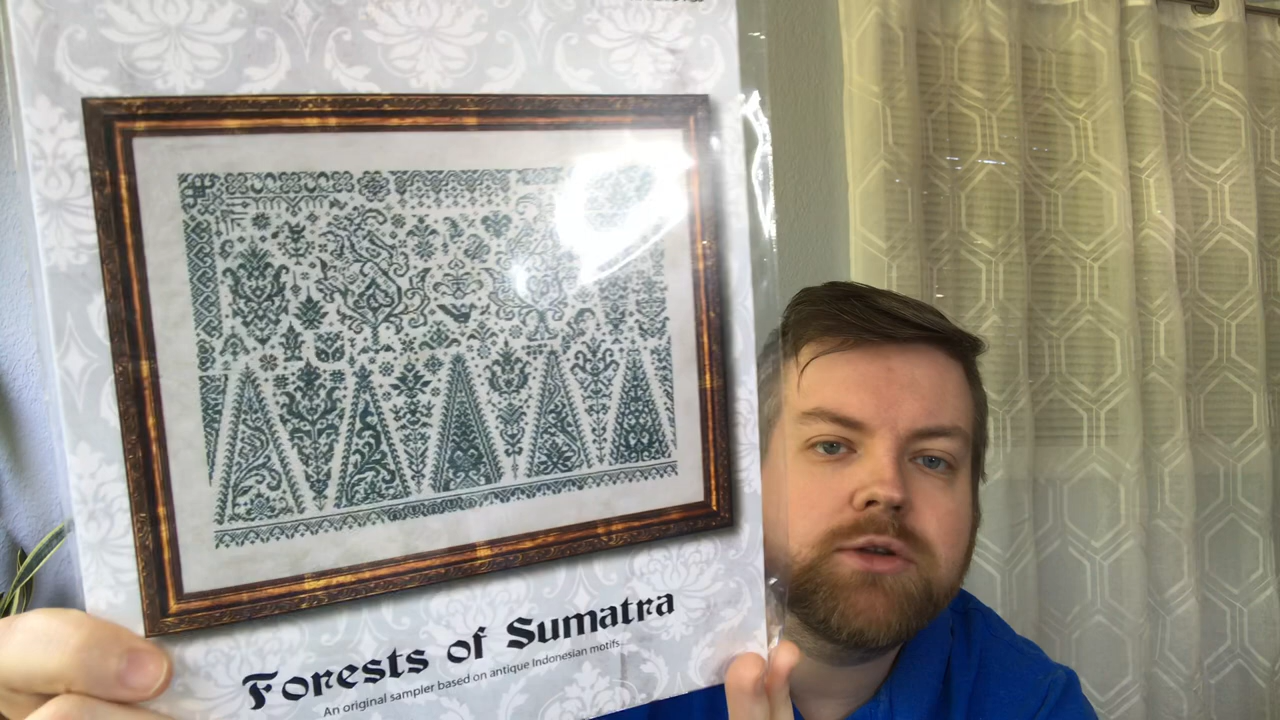 Forests of Sumatra
An original sampler based on antique Indonesian motifs...